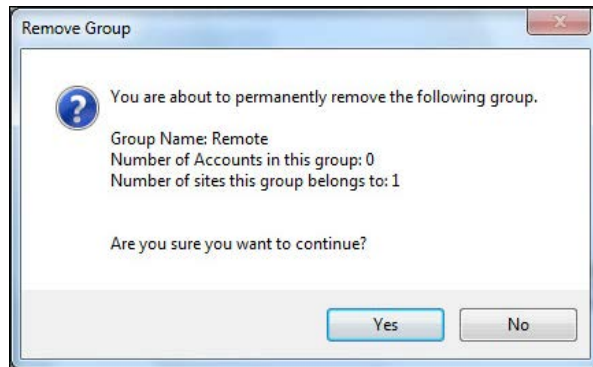 Remove Group
You are about to permanently remove the following group.
Group Name: Remote
Number of Accounts in this group: 0
Number of sites this group belongs to: 1
Are you sure you want to continue?
Yes
No